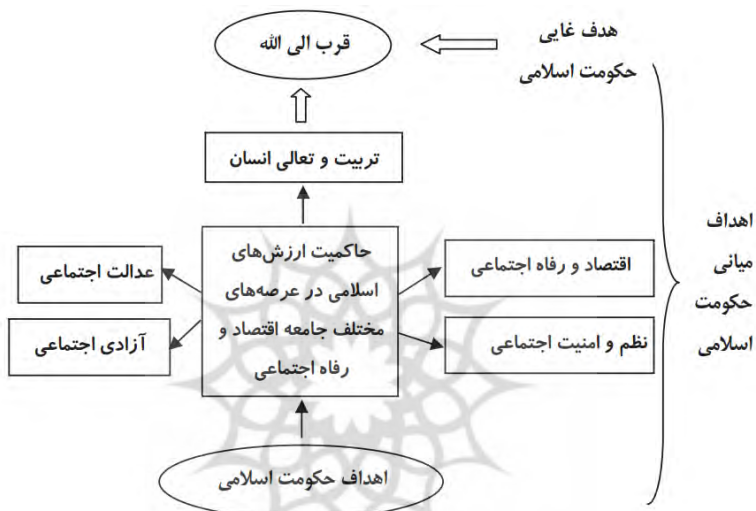 هدف غایی
حکومت اسلامی
قرب الی الله
تربیت و تعالی انسان
حاکمیت ارزش‌های
اسلامی در عرصه‌های
مختلف جامعه اقتصاد و
رفاه اجتماعی
اقتصاد و رفاه اجتماعی
نظم و امنیت اجتماعی
عدالت اجتماعی
آزادی اجتماعی
اهداف حکومت اسلامی
اهداف
میانی
حکومت
اسلامی